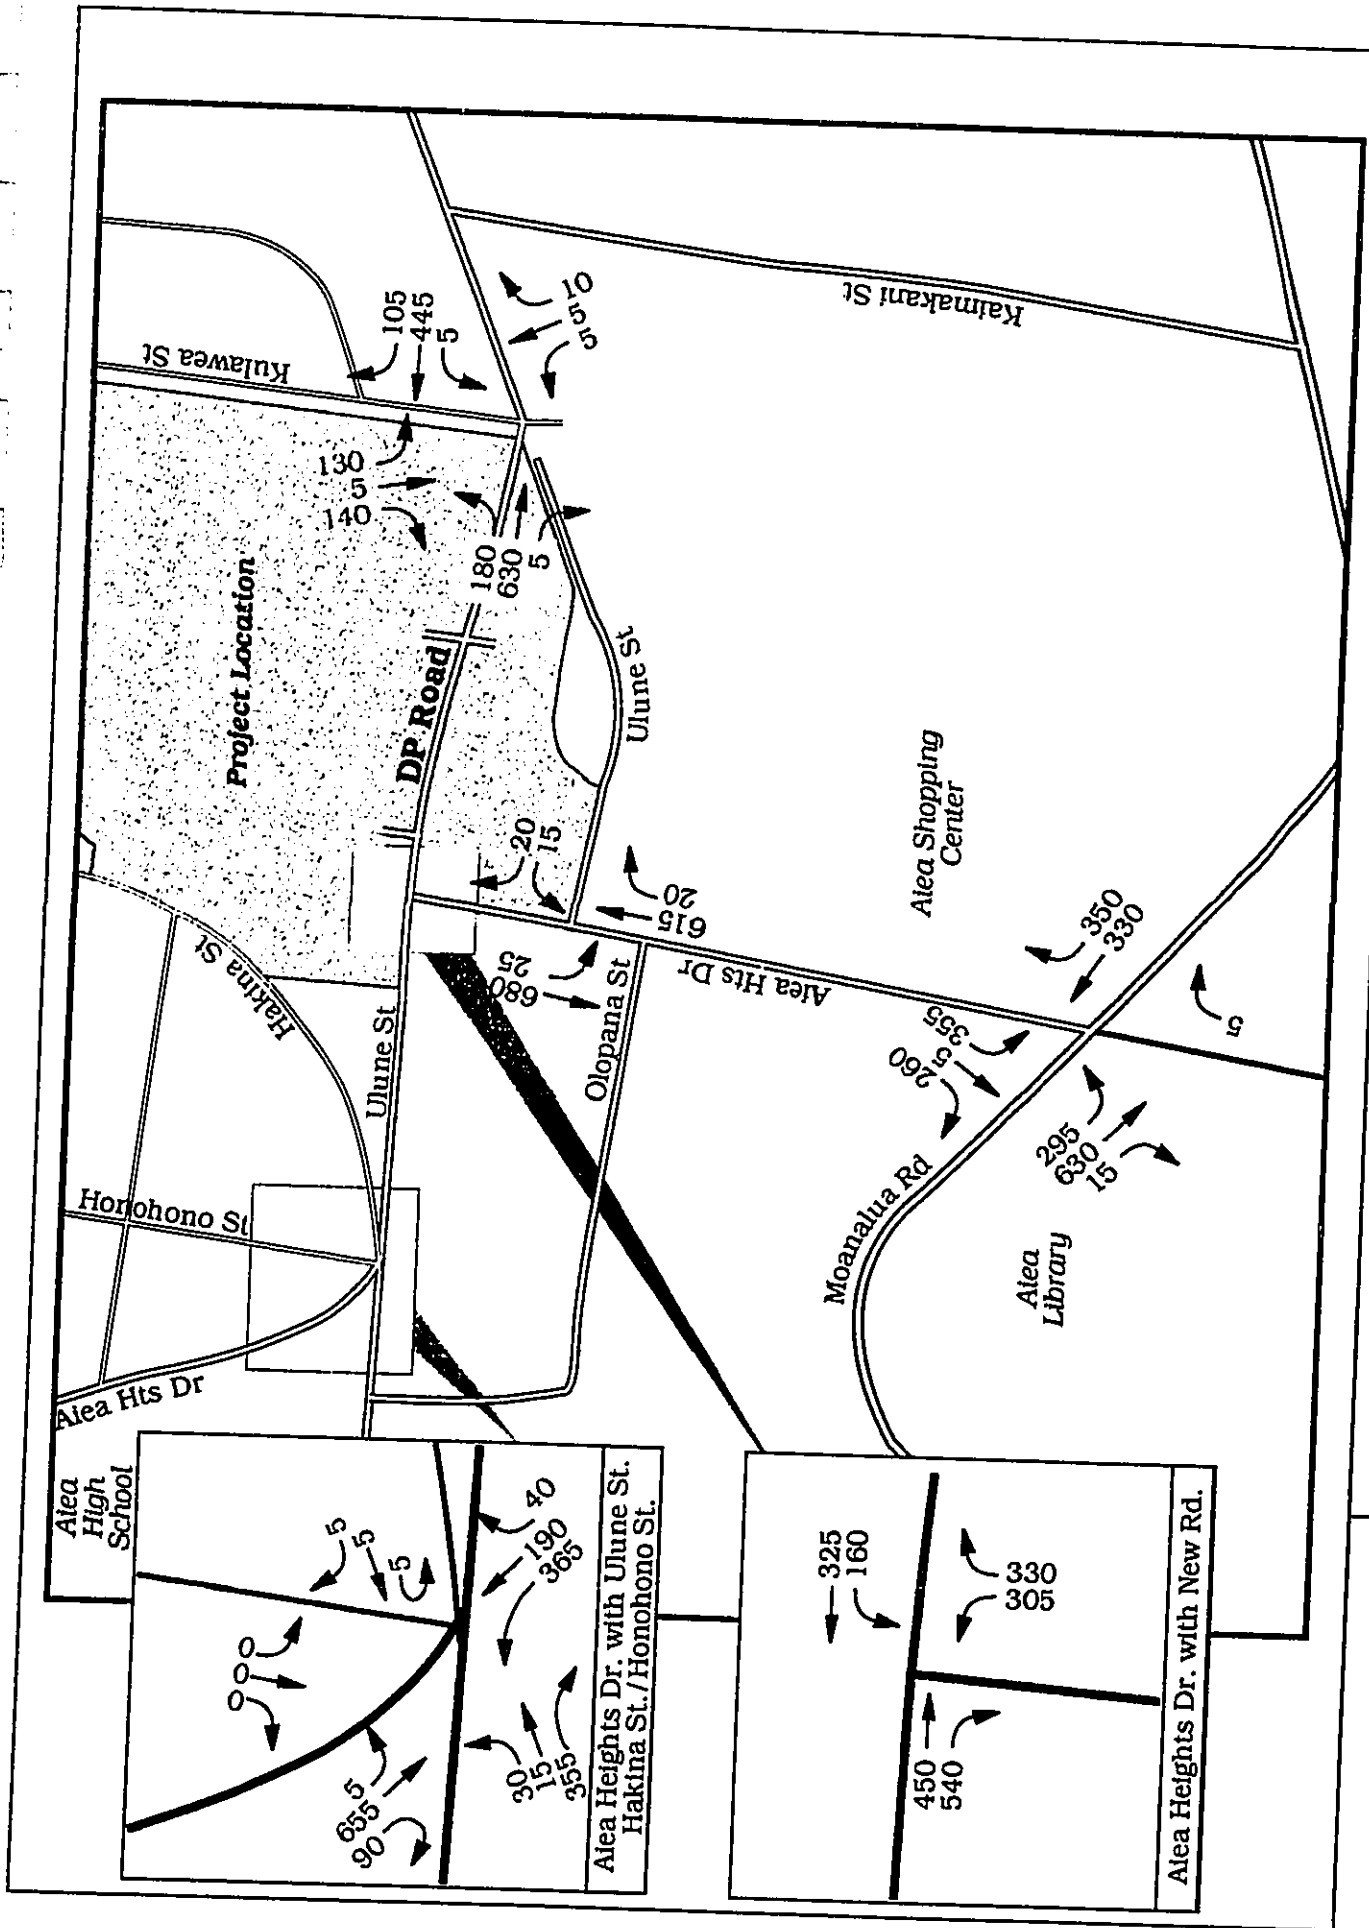 Kulawea St
105
445
5
10
5
5
Kaimakani St
130
5
140
180
630
5
Project Location
DP Road
Ulune St
20
15
20
615
25
680
Aiea Hts Dr
Olopana St
Aiea Shopping
Center
350
330
355
5
260
5
295
630
15
Moanalua Rd
Aiea
Library
Hakina St
Ulune St
Honohono St
Aiea Hts Dr
Aiea
High
School
5
5
5
0
0
0
40
190
365
5
655
90
30
15
355
Aiea Heights Dr. with Ulune St.
Hakina St./Honohono St.
325
160
330
305
450
540
Aiea Heights Dr. with New Rd.